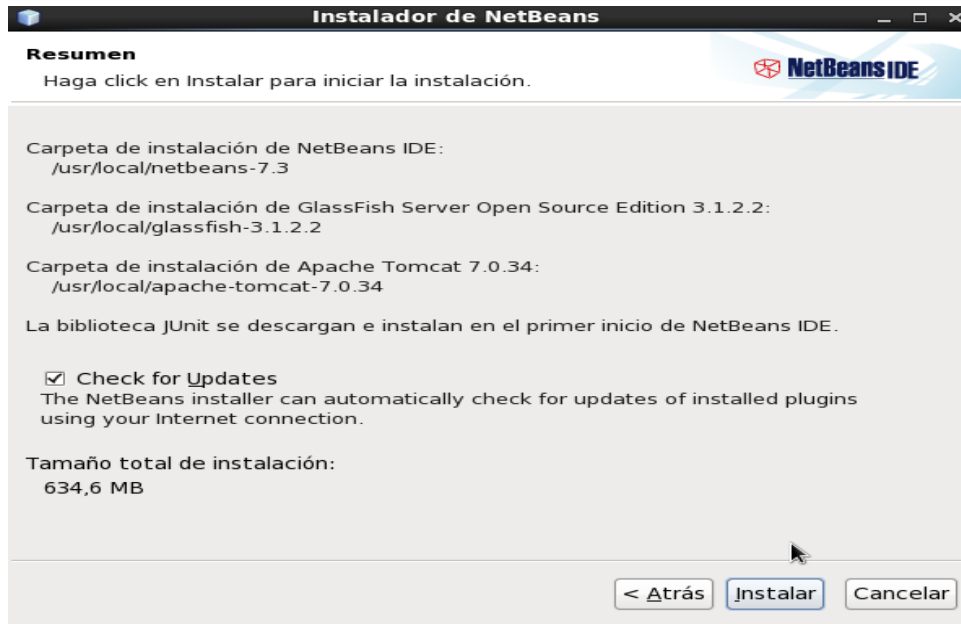 Instalador de NetBeans
Resumen
Haga click en Instalar para iniciar la instalación.
NetBeans IDE
Carpeta de instalación de NetBeans IDE:
/usr/local/netbeans-7.3
Carpeta de instalación de GlassFish Server Open Source Edition 3.1.2.2:
/usr/local/glassfish-3.1.2.2
Carpeta de instalación de Apache Tomcat 7.0.34:
/usr/local/apache-tomcat-7.0.34
La biblioteca JUnit se descargan e instalan en el primer inicio de NetBeans IDE.
Check for Updates
The NetBeans installer can automatically check for updates of installed plugins
using your Internet connection.
Tamaño total de instalación:
634,6 MB
< Atrás Instalar Cancelar